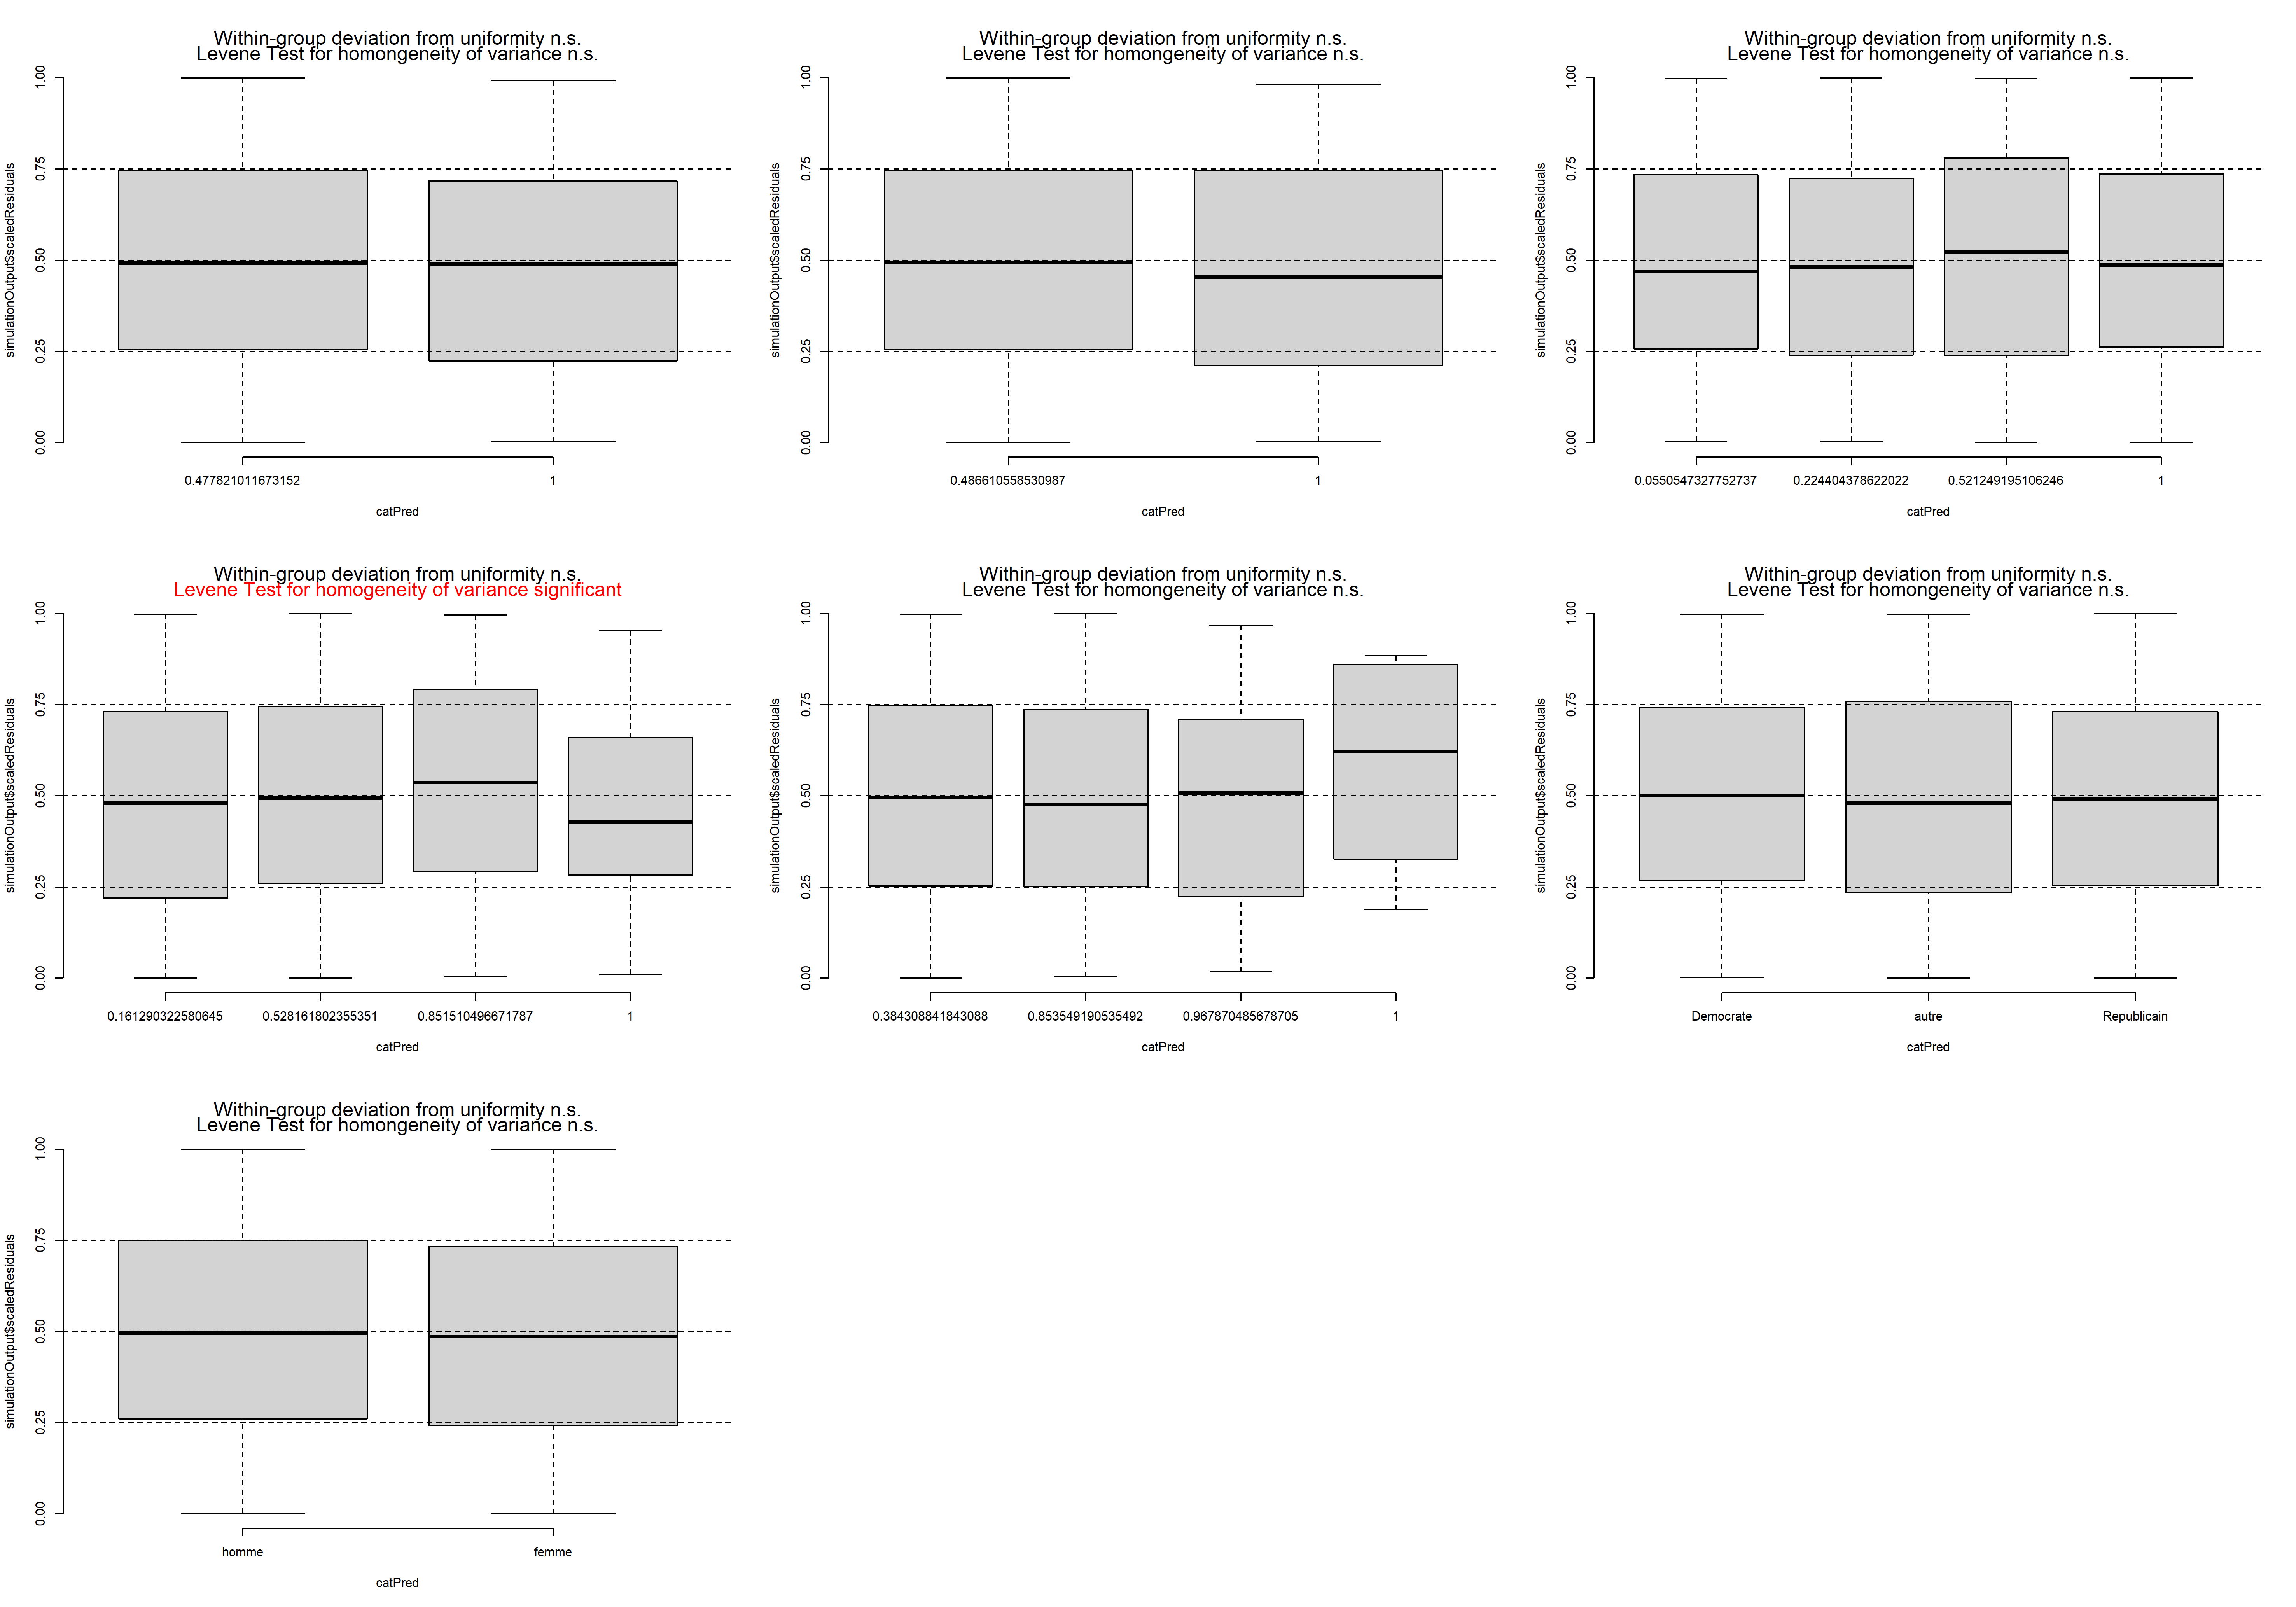 Within-group deviation from uniformity n.s.
Levene Test for homongeneity of variance n.s.
simulationOutput$scaledResiduals
1.00
0.75
0.50
0.25
0.00
0.477821011673152 1
catPred
Within-group deviation from uniformity n.s.
Levene Test for homongeneity of variance n.s.
simulationOutput$scaledResiduals
1.00
0.75
0.50
0.25
0.00
0.486610558530987 1
catPred
Within-group deviation from uniformity n.s.
Levene Test for homongeneity of variance n.s.
simulationOutput$scaledResiduals
1.00
0.75
0.50
0.25
0.00
0.0550547327752737 0.224404378622022 0.521249195106246 1
catPred
Within-group deviation from uniformity n.s.
Levene Test for homogeneity of variance significant
simulationOutput$scaledResiduals
1.00
0.75
0.50
0.25
0.00
0.161290322580645 0.528161802355351 0.851510496671787 1
catPred
Within-group deviation from uniformity n.s.
Levene Test for homongeneity of variance n.s.
simulationOutput$scaledResiduals
1.00
0.75
0.50
0.25
0.00
0.384308841843088 0.853549190535492 0.967870485678705 1
catPred
Within-group deviation from uniformity n.s.
Levene Test for homongeneity of variance n.s.
simulationOutput$scaledResiduals
1.00
0.75
0.50
0.25
0.00
Democrate autre Republicain
catPred
Within-group deviation from uniformity n.s.
Levene Test for homongeneity of variance n.s.
simulationOutput$scaledResiduals
1.00
0.75
0.50
0.25
0.00
homme femme
catPred